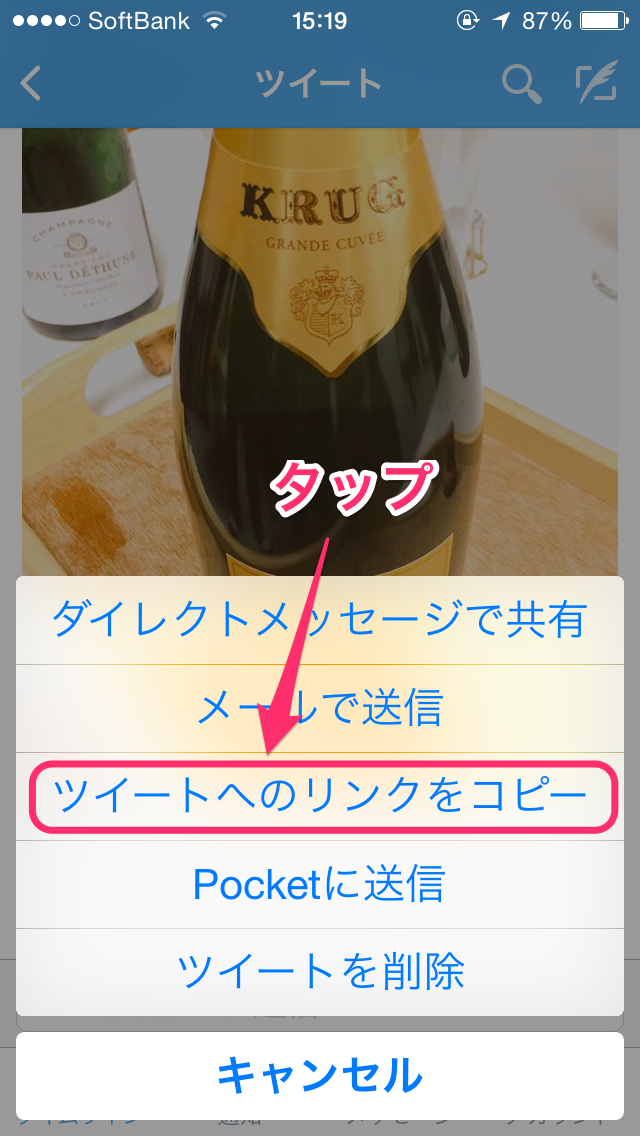 SoftBank 15:19 87%
ツイート
KRUG
GRANDE CUVÉE
K
CHAMPAGNE
GRAND CRU
PAUL DÉTHUNE
BRUT
タップ
ダイレクトメッセージで共有
メールで送信
ツイートへのリンクをコピー
Pocketに送信
ツイートを削除
キャンセル